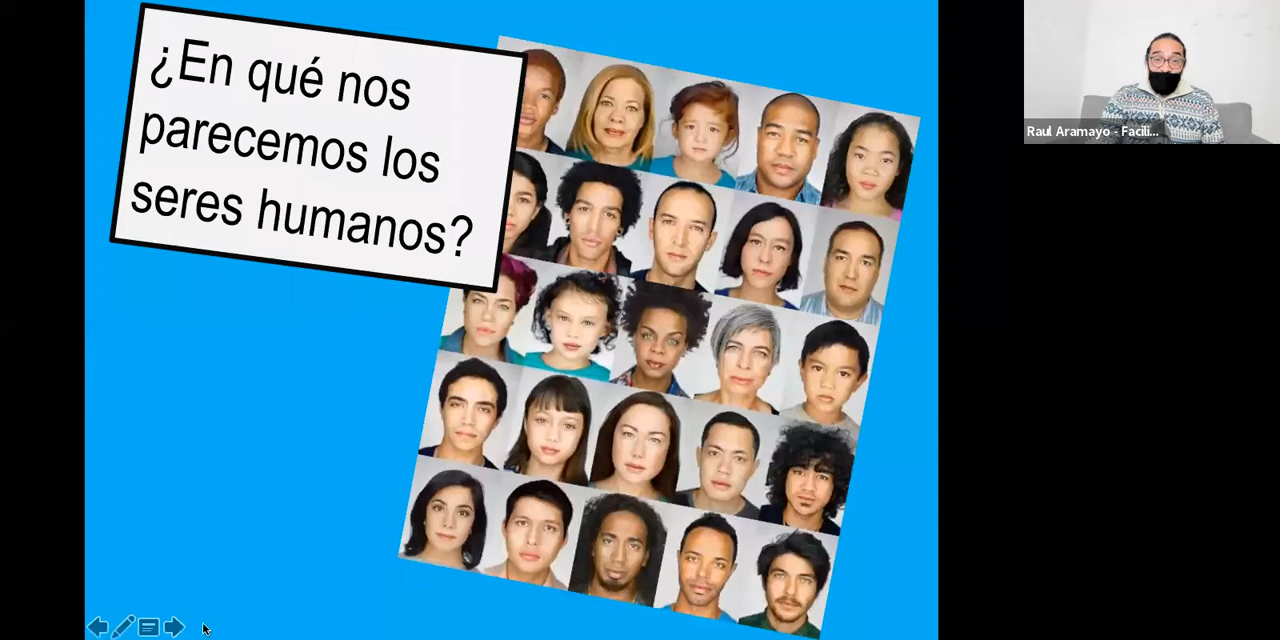 ¿En qué nos
parecemos los
seres humanos?
Raul Aramayo - Facili...